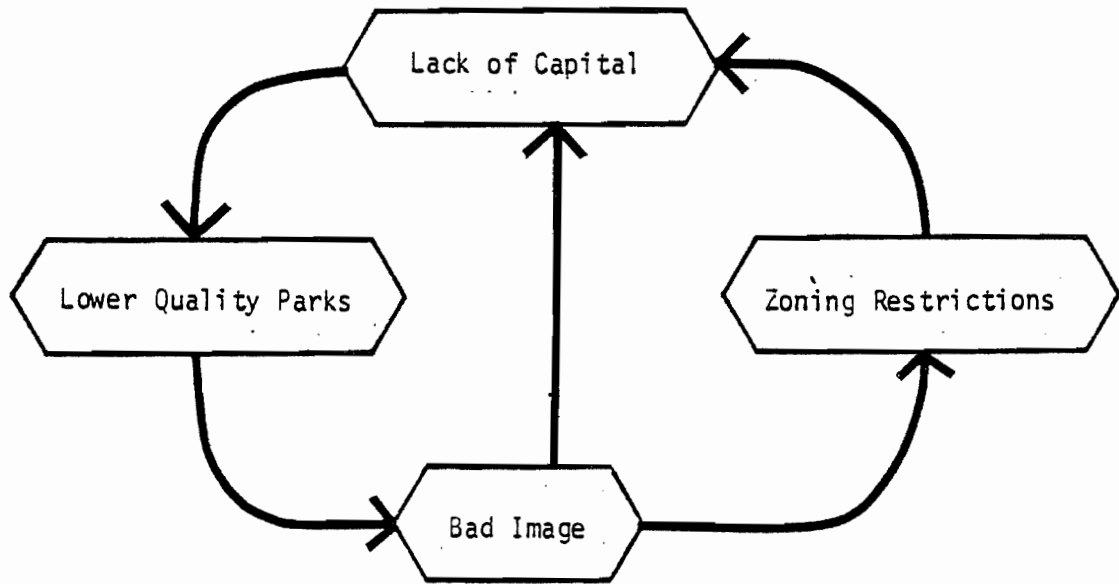 Lack of Capital
Lower Quality Parks
Zoning Restrictions
Bad Image